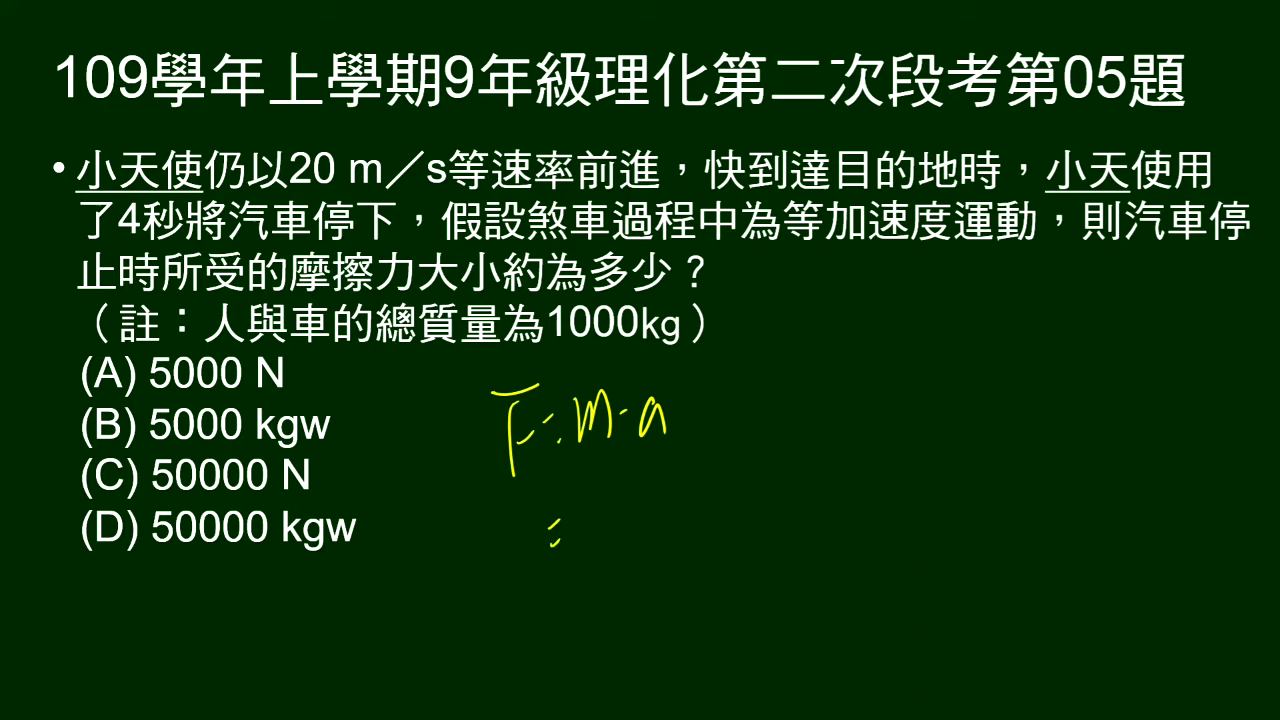 109學年上學期9年級理化第二次段考第05題
• 小天使仍以20 m／s等速率前進，快到達目的地時，小天使用
了4秒將汽車停下，假設煞車過程中為等加速度運動，則汽車停
止時所受的摩擦力大小約為多少？
（註：人與車的總質量為1000kg）
(A) 5000 N
(B) 5000 kgw
(C) 50000 N
(D) 50000 kgw
F=m·a
=